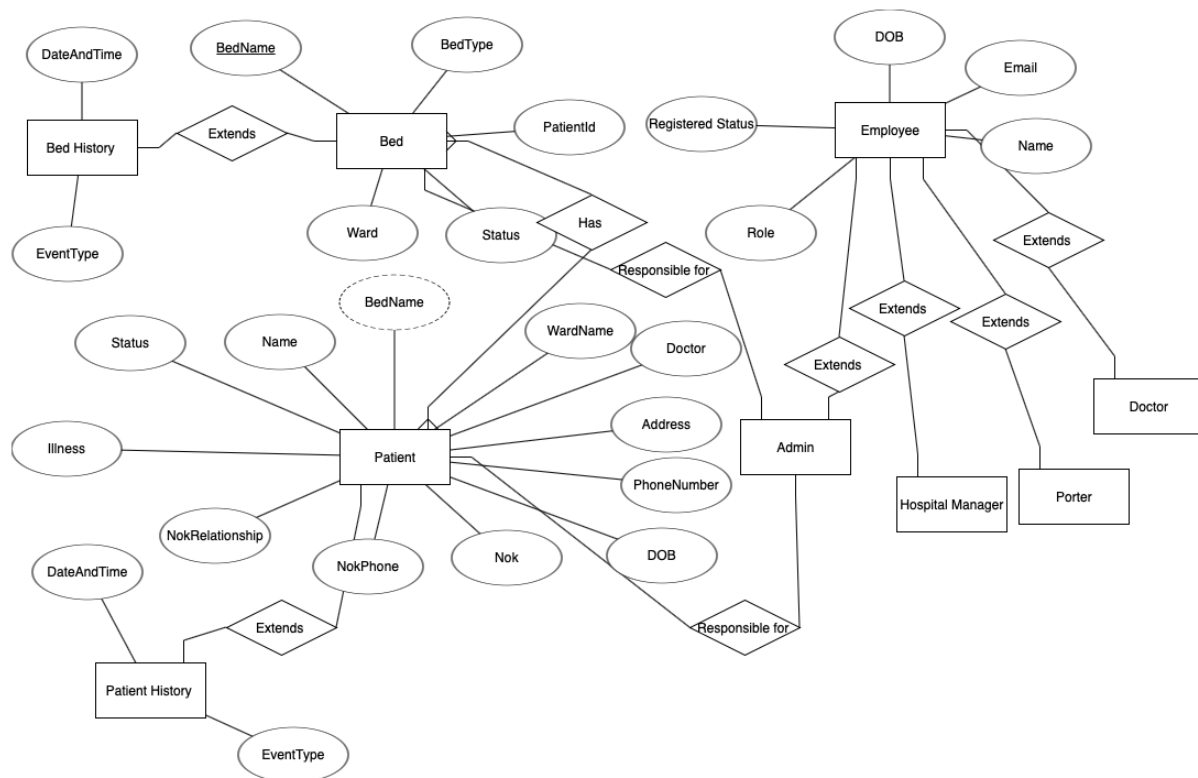 DOB
DateAndTime
BedName
BedType
Email
Registered Status
Employee
PatientId
Extends
Bed
Bed History
Name
Ward
Status
Has
Role
Extends
EventType
Responsible for
BedName
Extends
Extends
Status
Name
WardName
Doctor
Extends
Doctor
Address
Illness
Patient
Admin
PhoneNumber
Hospital Manager
Porter
NokRelationship
NokPhone
Nok
DOB
DateAndTime
Extends
Responsible for
Patient History
EventType